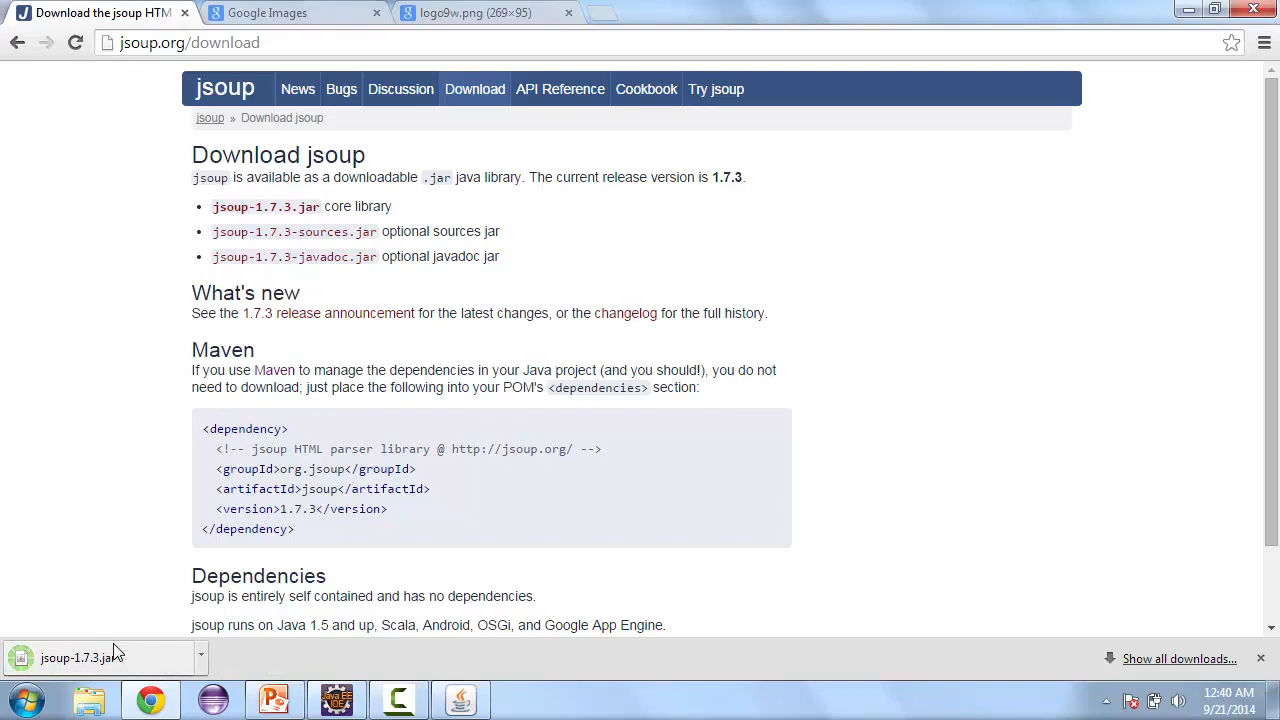 Download the jsoup HTM
Google Images
logo9w.png (269×95)
jsoup.org/download
jsoup News Bugs Discussion Download API Reference Cookbook Try jsoup
jsoup » Download jsoup
Download jsoup
jsoup is available as a downloadable .jar java library. The current release version is 1.7.3.
• jsoup-1.7.3.jar core library
• jsoup-1.7.3-sources.jar optional sources jar
• jsoup-1.7.3-javadoc.jar optional javadoc jar
What's new
See the 1.7.3 release announcement for the latest changes, or the changelog for the full history.
Maven
If you use Maven to manage the dependencies in your Java project (and you should!), you do not
need to download; just place the following into your POM's <dependencies> section:
<dependency>
<!-- jsoup HTML parser library @ http://jsoup.org/ -->
<groupId>org.jsoup</groupId>
<artifactId>jsoup</artifactId>
<version>1.7.3</version>
</dependency>
Dependencies
jsoup is entirely self contained and has no dependencies.
jsoup runs on Java 1.5 and up, Scala, Android, OSGi, and Google App Engine.
jsoup-1.7.3.jar
Show all downloads...
Java EE
IDE
12:40 AM
9/21/2014